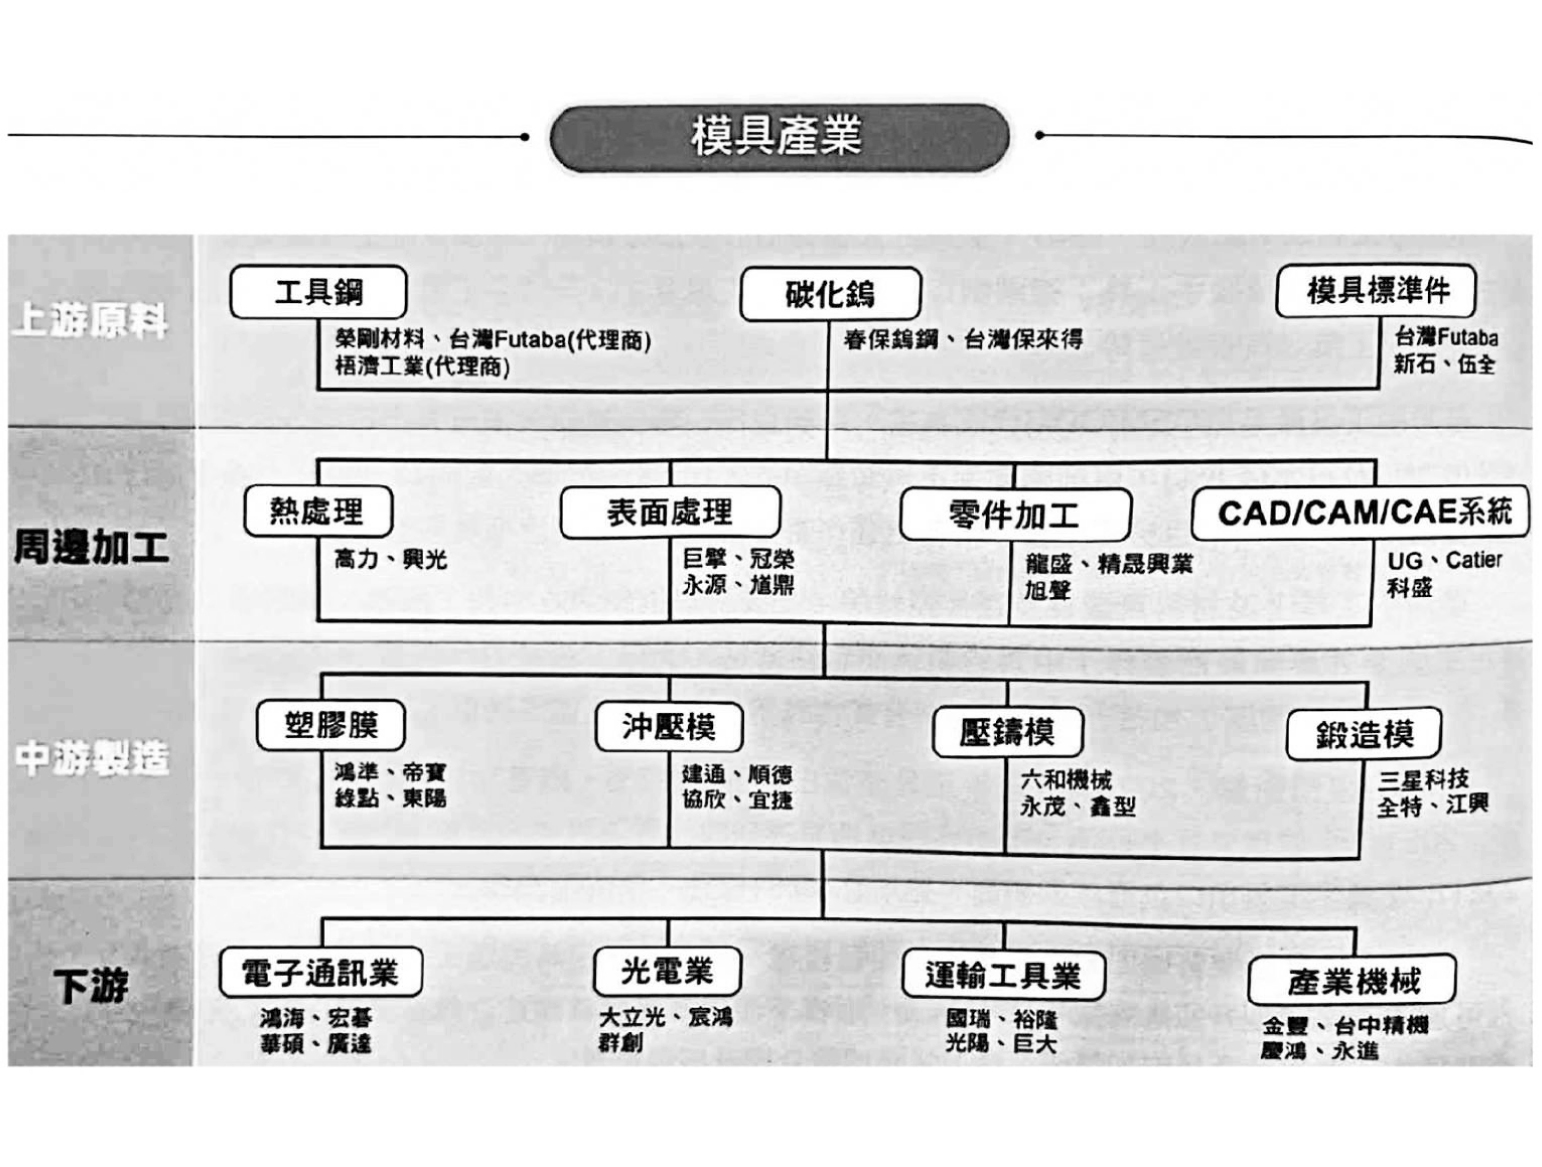 模具產業
上游原料
工具鋼
榮剛材料、台灣Futaba(代理商)
梧濟工業(代理商)
碳化鎢
春保鎢鋼、台灣保來得
模具標準件
台灣Futaba
新石、伍全
周邊加工
熱處理
高力、興光
表面處理
巨擘、冠榮
永源、馗鼎
零件加工
龍盛、精晟興業
旭聲
CAD/CAM/CAE系統
UG、Catier
科盛
中游製造
塑膠膜
鴻準、帝寶
綠點、東陽
沖壓模
建通、順德
協欣、宜捷
壓鑄模
六和機械
永茂、鑫型
鍛造模
三星科技
全特、江興
下游
電子通訊業
鴻海、宏碁
華碩、廣達
光電業
大立光、宸鴻
群創
運輸工具業
國瑞、裕隆
光陽、巨大
產業機械
金豐、台中精機
慶鴻、永進